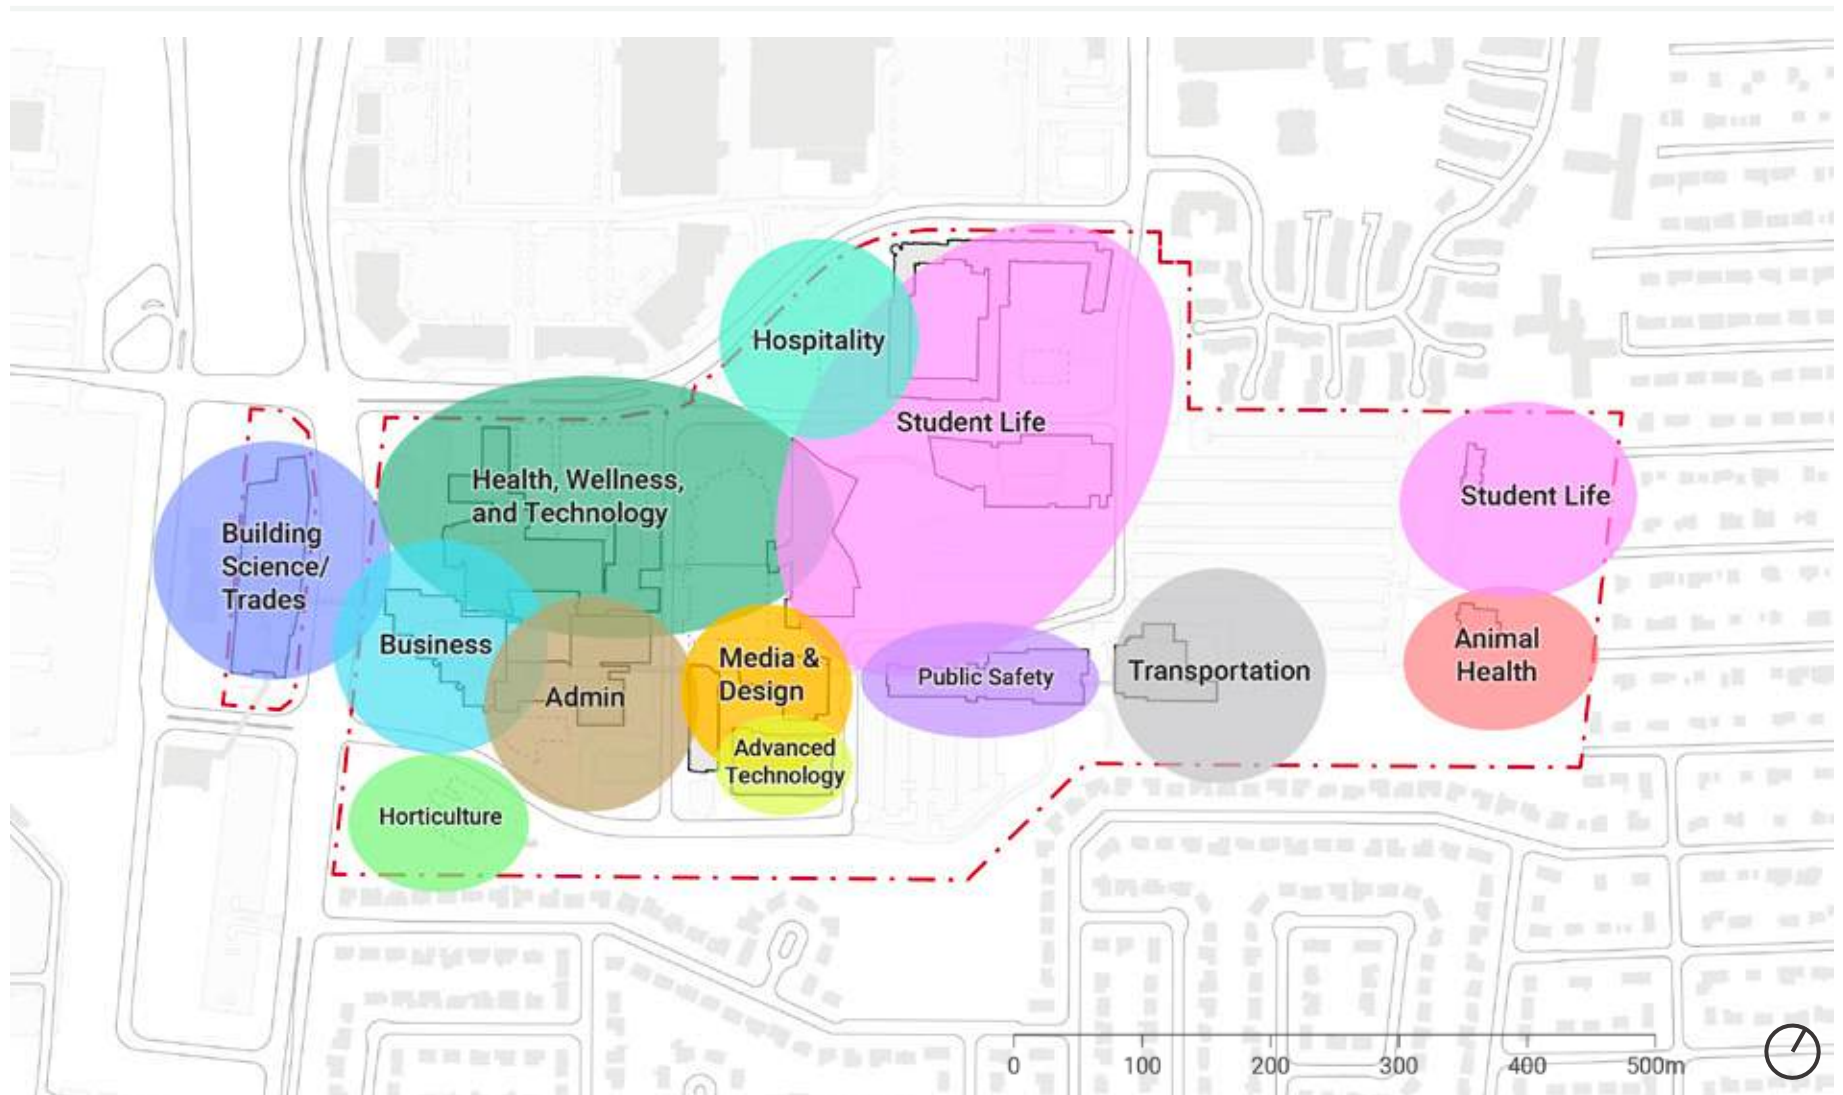 Hospitality
Student Life
Health, Wellness,
and Technology
Student Life
Building
Science/
Trades
Business
Admin
Media &
Design
Public Safety
Transportation
Animal
Health
Advanced
Technology
Horticulture
0 100 200 300 400 500m